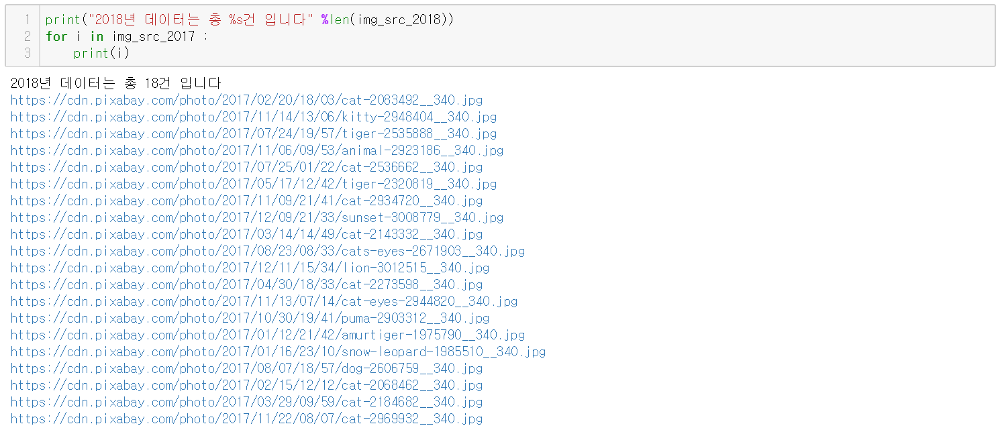 1 print("2018년 데이터는 총 %s건 입니다" %len(img_src_2018))
2 for i in img_src_2017 :
3     print(i)
2018년 데이터는 총 18건 입니다
https://cdn.pixabay.com/photo/2017/02/20/18/03/cat-2083492__340.jpg
https://cdn.pixabay.com/photo/2017/11/14/13/06/kitty-2948404__340.jpg
https://cdn.pixabay.com/photo/2017/07/24/19/57/tiger-2535888__340.jpg
https://cdn.pixabay.com/photo/2017/11/06/09/53/animal-2923186__340.jpg
https://cdn.pixabay.com/photo/2017/07/25/01/22/cat-2536662__340.jpg
https://cdn.pixabay.com/photo/2017/05/17/12/42/tiger-2320819__340.jpg
https://cdn.pixabay.com/photo/2017/11/09/21/41/cat-2934720__340.jpg
https://cdn.pixabay.com/photo/2017/12/09/21/33/sunset-3008779__340.jpg
https://cdn.pixabay.com/photo/2017/03/14/14/49/cat-2143332__340.jpg
https://cdn.pixabay.com/photo/2017/08/23/08/33/cats-eyes-2671903__340.jpg
https://cdn.pixabay.com/photo/2017/12/11/15/34/lion-3012515__340.jpg
https://cdn.pixabay.com/photo/2017/04/30/18/33/cat-2273598__340.jpg
https://cdn.pixabay.com/photo/2017/11/13/07/14/cat-eyes-2944820__340.jpg
https://cdn.pixabay.com/photo/2017/10/30/19/41/puma-2903312__340.jpg
https://cdn.pixabay.com/photo/2017/01/12/21/42/amurtiger-1975790__340.jpg
https://cdn.pixabay.com/photo/2017/01/16/23/10/snow-leopard-1985510__340.jpg
https://cdn.pixabay.com/photo/2017/08/07/18/57/dog-2606759__340.jpg
https://cdn.pixabay.com/photo/2017/02/15/12/12/cat-2068462__340.jpg
https://cdn.pixabay.com/photo/2017/03/29/09/59/cat-2184682__340.jpg
https://cdn.pixabay.com/photo/2017/11/22/08/07/cat-2969932__340.jpg